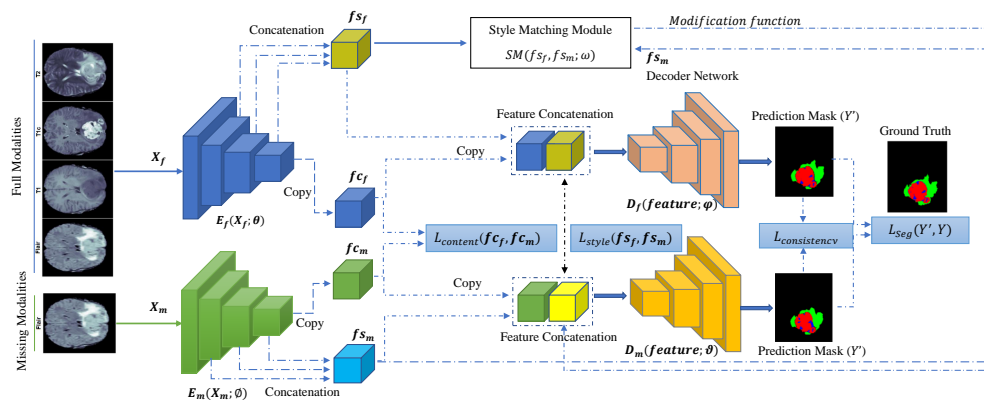 Full Modalities
Missing Modalities
T2
T1c
T1
Flair
Flair
X_f
X_m
E_f(X_f; θ)
E_m(X_m; ∅)
Concatenation
fs_f
Copy
fc_f
fc_m
Copy
fs_m
Concatenation
Style Matching Module
SM(fs_f, fs_m; ω)
Modification function
fs_m
Decoder Network
Feature Concatenation
Copy
L_content(fc_f, fc_m)
L_style(fs_f, fs_m)
Copy
Feature Concatenation
D_f(feature; φ)
D_m(feature; ϑ)
Prediction Mask (Y')
Ground Truth
L_consistency
L_Seg(Y', Y)
Prediction Mask (Y')